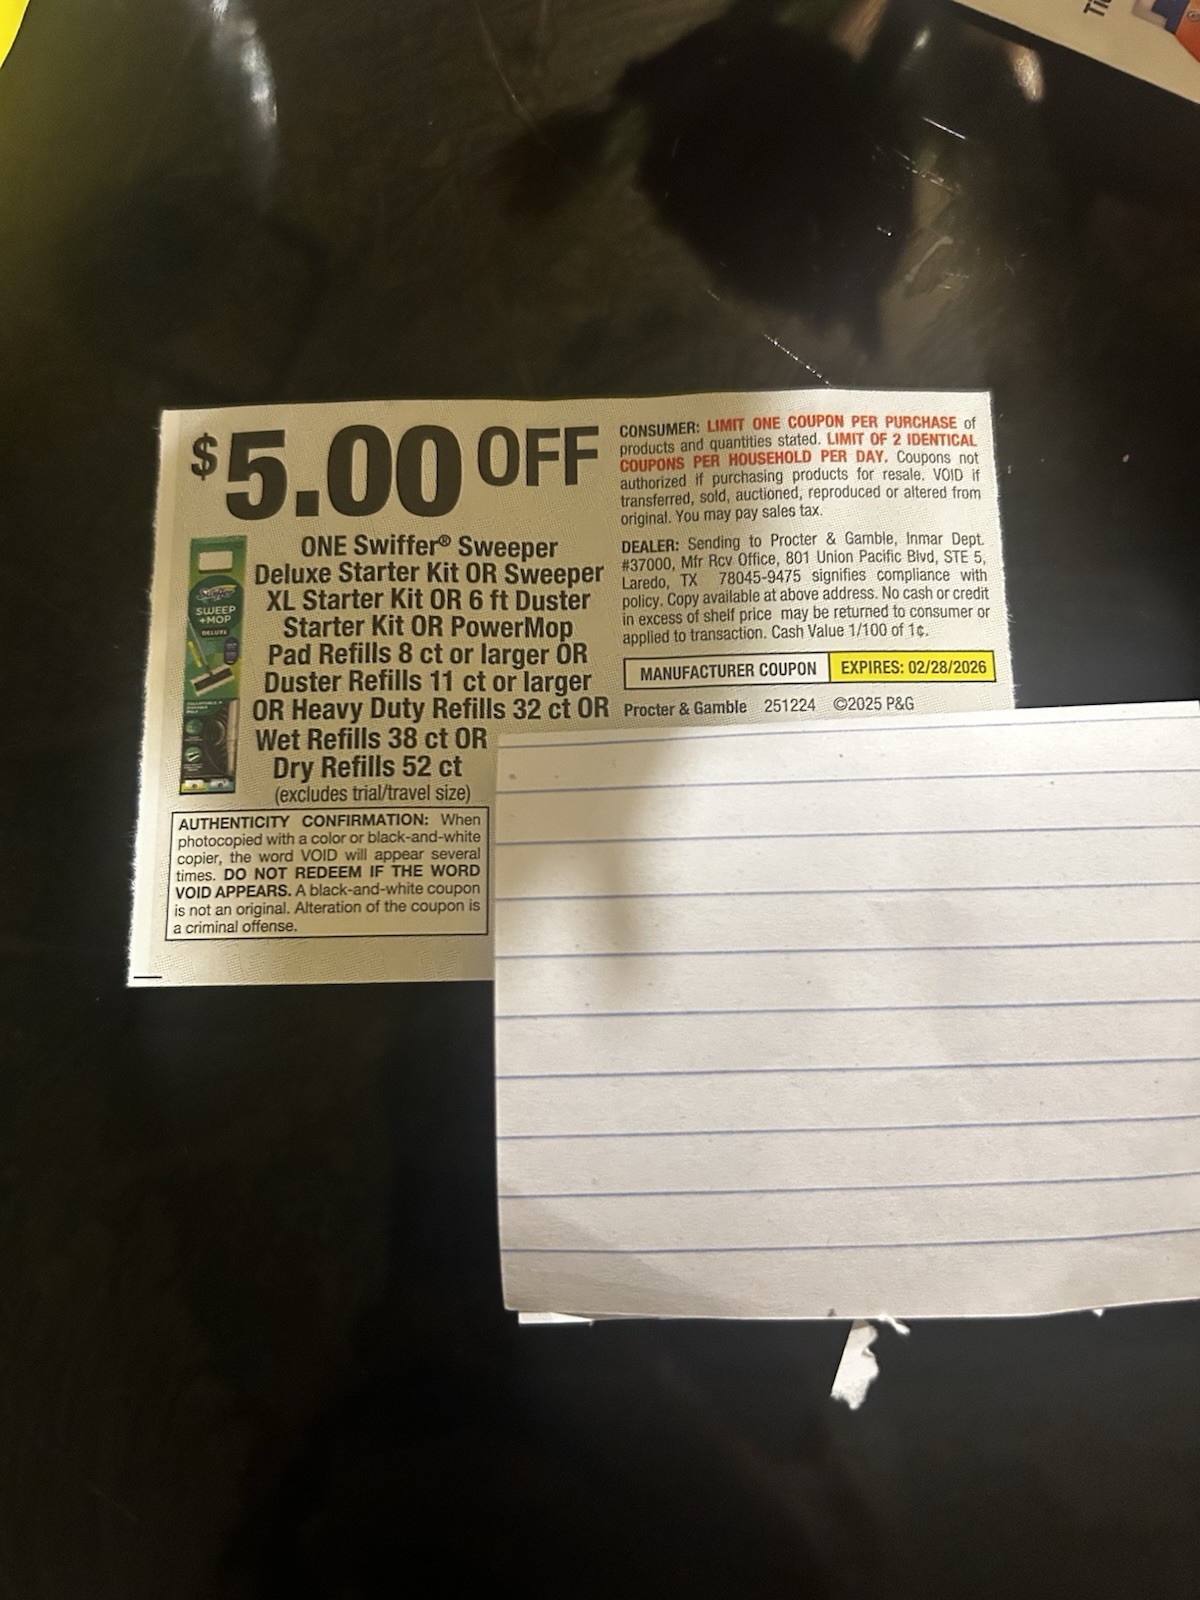 $5.00 OFF
ONE Swiffer® Sweeper
Deluxe Starter Kit OR Sweeper
XL Starter Kit OR 6 ft Duster
Starter Kit OR PowerMop
Pad Refills 8 ct or larger OR
Duster Refills 11 ct or larger
OR Heavy Duty Refills 32 ct OR
Wet Refills 38 ct OR
Dry Refills 52 ct
(excludes trial/travel size)
Swiffer
SWEEP
+MOP
DELUXE
AUTHENTICITY CONFIRMATION: When
photocopied with a color or black-and-white
copier, the word VOID will appear several
times. DO NOT REDEEM IF THE WORD
VOID APPEARS. A black-and-white coupon
is not an original. Alteration of the coupon is
a criminal offense.
CONSUMER: LIMIT ONE COUPON PER PURCHASE of
products and quantities stated. LIMIT OF 2 IDENTICAL
COUPONS PER HOUSEHOLD PER DAY. Coupons not
authorized if purchasing products for resale. VOID if
transferred, sold, auctioned, reproduced or altered from
original. You may pay sales tax.
DEALER: Sending to Procter & Gamble, Inmar Dept.
#37000, Mfr Rcv Office, 801 Union Pacific Blvd, STE 5,
Laredo, TX 78045-9475 signifies compliance with
policy. Copy available at above address. No cash or credit
in excess of shelf price may be returned to consumer or
applied to transaction. Cash Value 1/100 of 1¢.
MANUFACTURER COUPON EXPIRES: 02/28/2026
Procter & Gamble 251224 ©2025 P&G